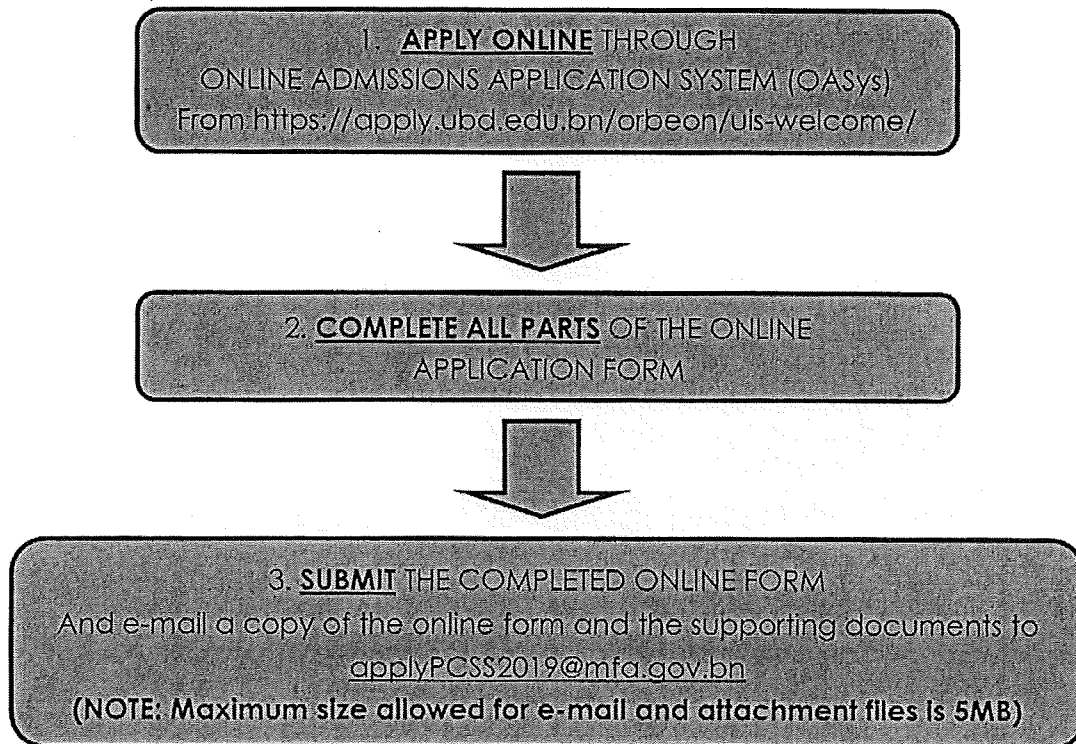 1. APPLY ONLINE THROUGH
ONLINE ADMISSIONS APPLICATION SYSTEM (OASys)
From https://apply.ubd.edu.bn/orbeon/uis-welcome/
2. COMPLETE ALL PARTS OF THE ONLINE
APPLICATION FORM
3. SUBMIT THE COMPLETED ONLINE FORM
And e-mail a copy of the online form and the supporting documents to
applyPCSS2019@mfa.gov.bn
(NOTE: Maximum size allowed for e-mail and attachment files is 5MB)